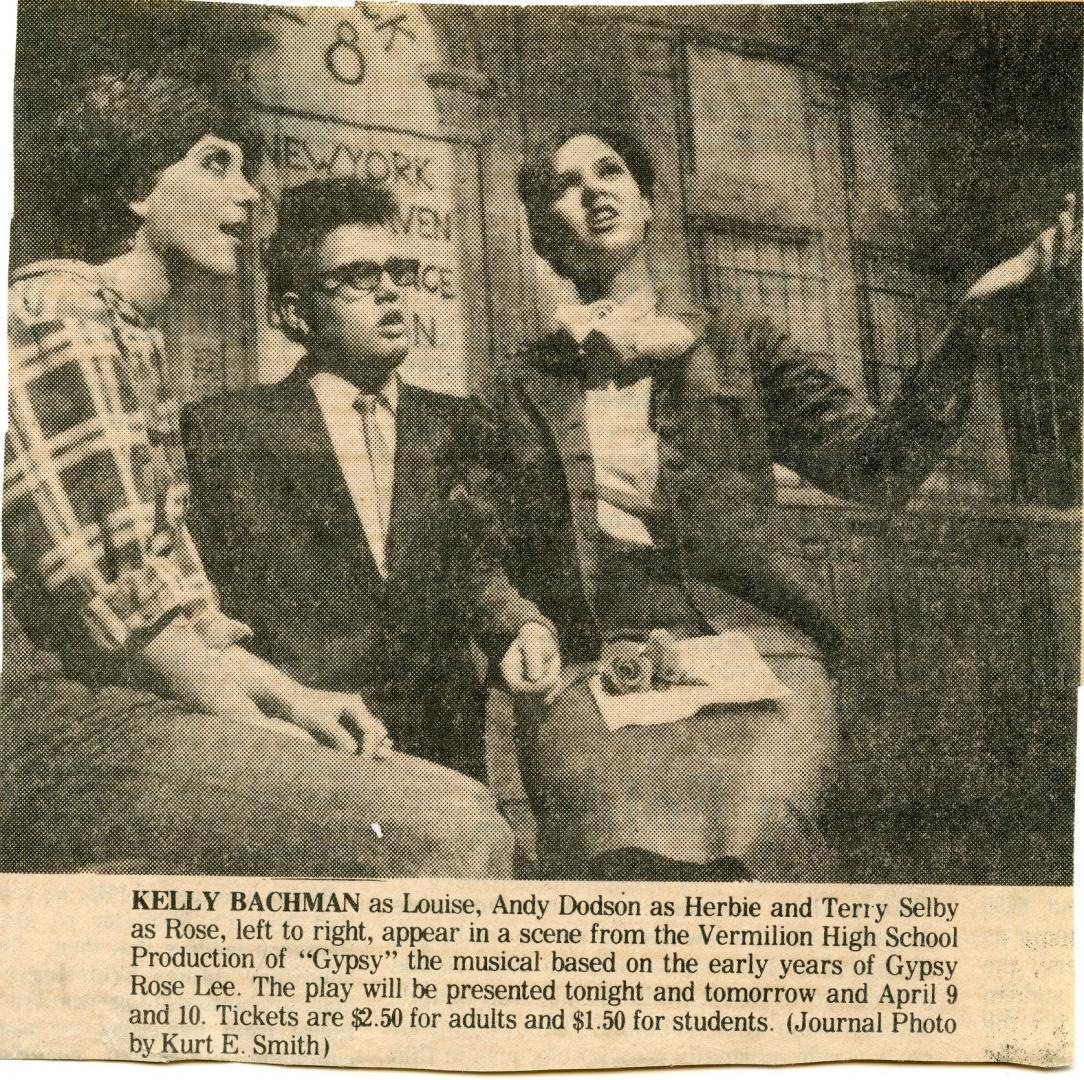 8x
NEW YORK
VEN
ICE
N
KELLY BACHMAN as Louise, Andy Dodson as Herbie and Terry Selby
as Rose, left to right, appear in a scene from the Vermilion High School
Production of “Gypsy” the musical based on the early years of Gypsy
Rose Lee. The play will be presented tonight and tomorrow and April 9
and 10. Tickets are $2.50 for adults and $1.50 for students. (Journal Photo
by Kurt E. Smith)